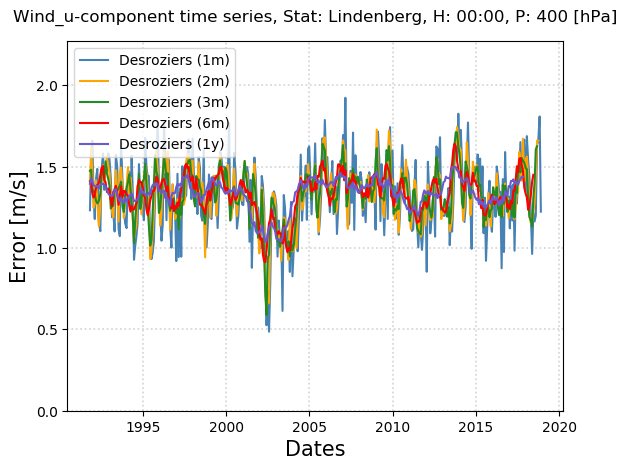 Wind_u-component time series, Stat: Lindenberg, H: 00:00, P: 400 [hPa]
Desroziers (1m)
Desroziers (2m)
Desroziers (3m)
Desroziers (6m)
Desroziers (1y)
2.0
1.5
1.0
0.5
0.0
Error [m/s]
1995 2000 2005 2010 2015 2020
Dates